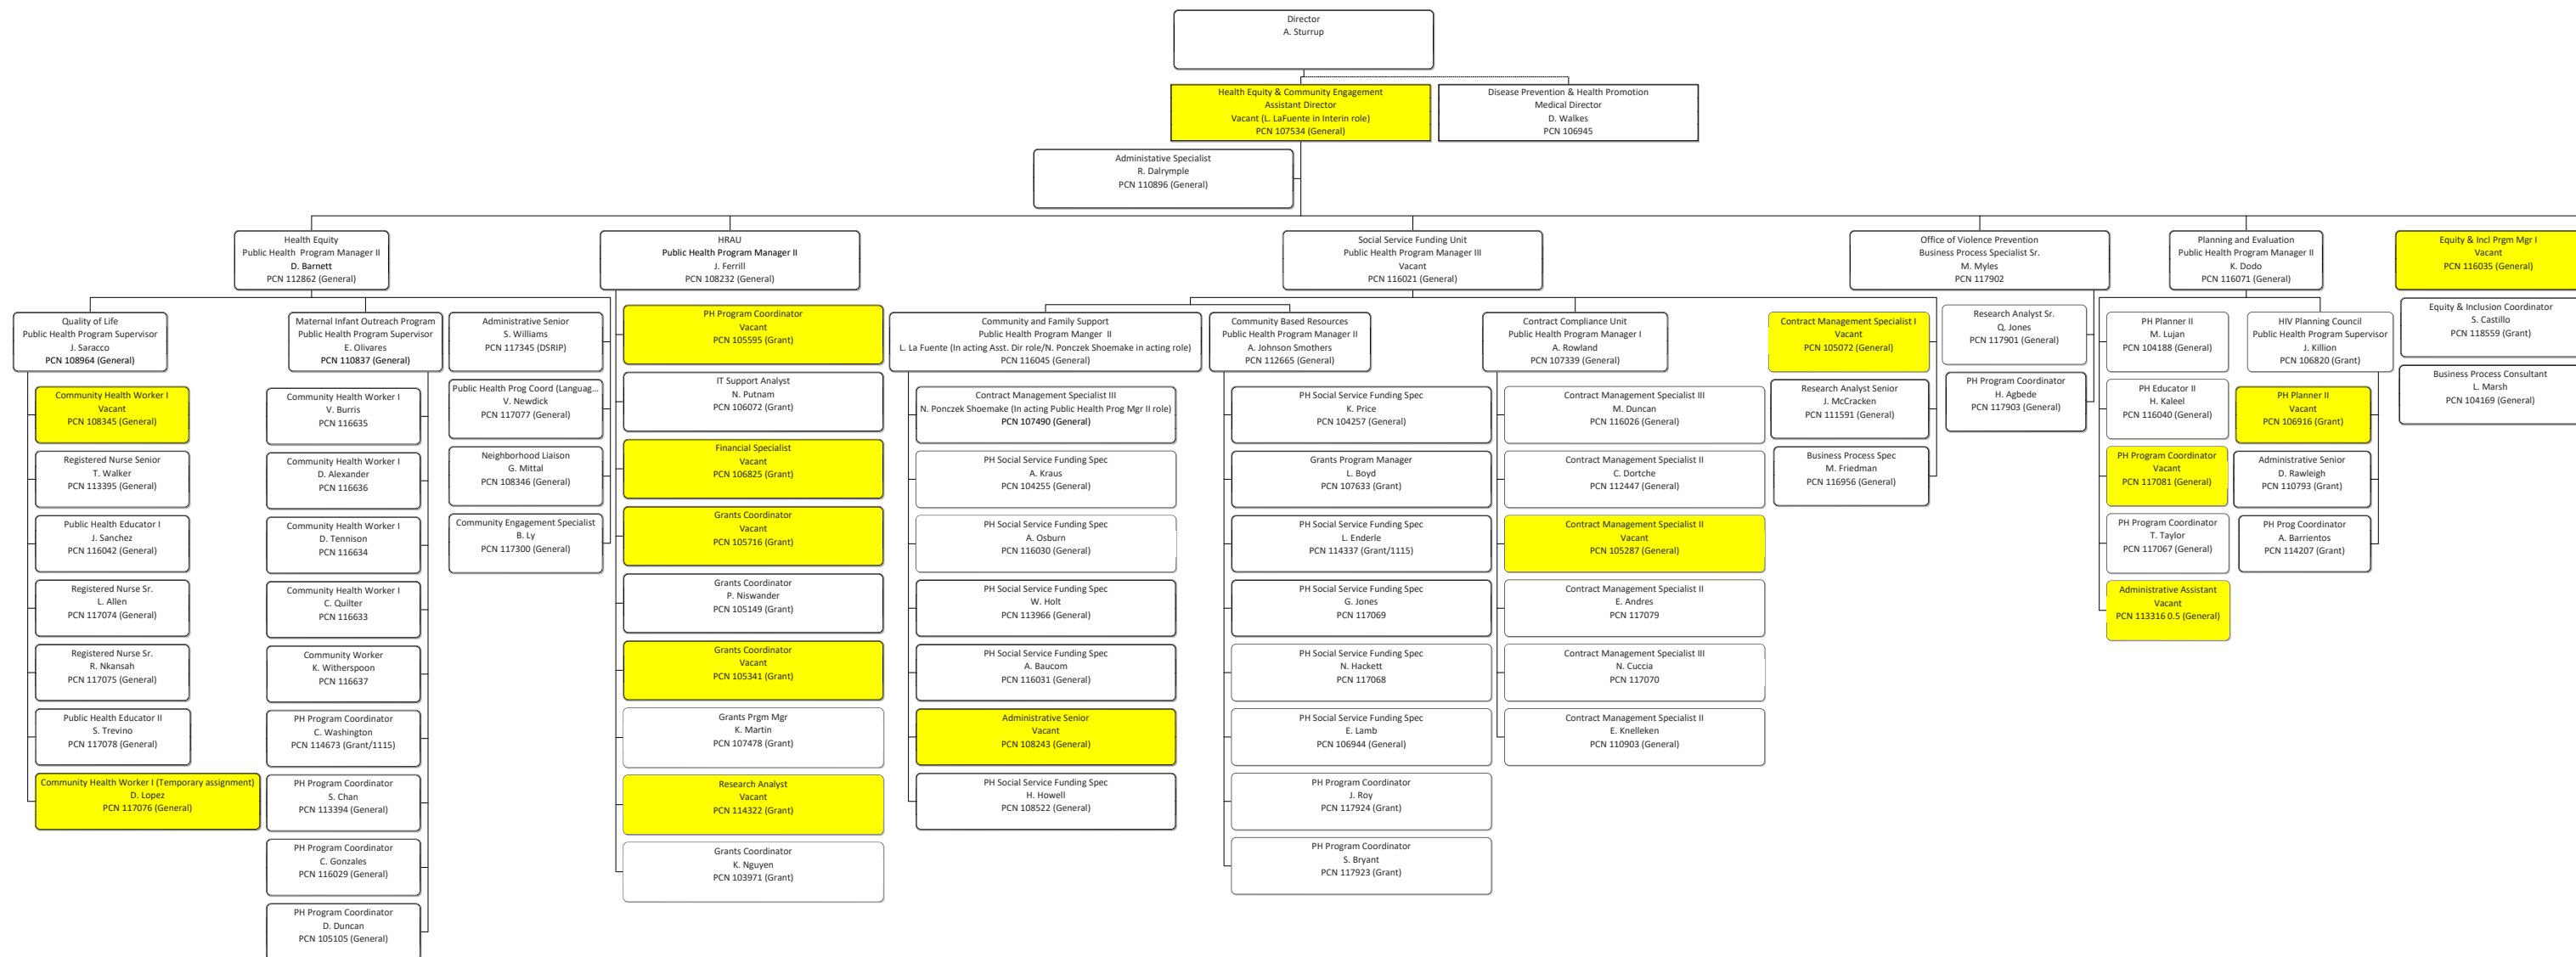 Director
A. Sturrup
Health Equity & Community Engagement
Assistant Director
Vacant (L. LaFuente in Interin role)
PCN 107534 (General)
Disease Prevention & Health Promotion
Medical Director
D. Walkes
PCN 106945
Administative Specialist
R. Dalrymple
PCN 110896 (General)
Health Equity
Public Health  Program Manager II
D. Barnett
PCN 112862 (General)
HRAU
Public Health Program Manager II
J. Ferrill
PCN 108232 (General)
Social Service Funding Unit
Public Health Program Manager III
Vacant
PCN 116021 (General)
Office of Violence Prevention
Business Process Specialist Sr.
M. Myles
PCN 117902
Planning and Evaluation
Public Health Program Manager II
K. Dodo
PCN 116071 (General)
Equity & Incl Prgm Mgr I
Vacant
PCN 116035 (General)
Quality of Life
Public Health Program Supervisor
J. Saracco
PCN 108964 (General)
Community Health Worker I
Vacant
PCN 108345 (General)
Registered Nurse Senior
T. Walker
PCN 113395 (General)
Public Health Educator I
J. Sanchez
PCN 116042 (General)
Registered Nurse Sr.
L. Allen
PCN 117074 (General)
Registered Nurse Sr.
R. Nkansah
PCN 117075 (General)
Public Health Educator II
S. Trevino
PCN 117078 (General)
Community Health Worker I (Temporary assignment)
D. Lopez
PCN 117076 (General)
Maternal Infant Outreach Program
Public Health Program Supervisor
E. Olivares
PCN 110837 (General)
Community Health Worker I
V. Burris
PCN 116635
Community Health Worker I
D. Alexander
PCN 116636
Community Health Worker I
D. Tennison
PCN 116634
Community Health Worker I
C. Quilter
PCN 116633
Community Worker
K. Witherspoon
PCN 116637
PH Program Coordinator
C. Washington
PCN 114673 (Grant/1115)
PH Program Coordinator
S. Chan
PCN 113394 (General)
PH Program Coordinator
C. Gonzales
PCN 116029 (General)
PH Program Coordinator
D. Duncan
PCN 105105 (General)
Administrative Senior
S. Williams
PCN 117345 (DSRIP)
Public Health Prog Coord (Languag...
V. Newdick
PCN 117077 (General)
Neighborhood Liaison
G. Mittal
PCN 108346 (General)
Community Engagement Specialist
B. Ly
PCN 117300 (General)
PH Program Coordinator
Vacant
PCN 105595 (Grant)
IT Support Analyst
N. Putnam
PCN 106072 (Grant)
Financial Specialist
Vacant
PCN 106825 (Grant)
Grants Coordinator
Vacant
PCN 105716 (Grant)
Grants Coordinator
P. Niswander
PCN 105149 (Grant)
Grants Coordinator
Vacant
PCN 105341 (Grant)
Grants Prgm Mgr
K. Martin
PCN 107478 (Grant)
Research Analyst
Vacant
PCN 114322 (Grant)
Grants Coordinator
K. Nguyen
PCN 103971 (Grant)
Community and Family Support
Public Health Program Manger  II
L. La Fuente (In acting Asst. Dir role/N. Ponczek Shoemake in acting role)
PCN 116045 (General)
Contract Management Specialist III
N. Ponczek Shoemake (In acting Public Health Prog Mgr II role)
PCN 107490 (General)
PH Social Service Funding Spec
A. Kraus
PCN 104255 (General)
PH Social Service Funding Spec
A. Osburn
PCN 116030 (General)
PH Social Service Funding Spec
W. Holt
PCN 113966 (General)
PH Social Service Funding Spec
A. Baucom
PCN 116031 (General)
Administrative Senior
Vacant
PCN 108243 (General)
PH Social Service Funding Spec
H. Howell
PCN 108522 (General)
Community Based Resources
Public Health Program Manager II
A. Johnson Smothers
PCN 112665 (General)
PH Social Service Funding Spec
K. Price
PCN 104257 (General)
Grants Program Manager
L. Boyd
PCN 107633 (Grant)
PH Social Service Funding Spec
L. Enderle
PCN 114337 (Grant/1115)
PH Social Service Funding Spec
G. Jones
PCN 117069
PH Social Service Funding Spec
N. Hackett
PCN 117068
PH Social Service Funding Spec
E. Lamb
PCN 106944 (General)
PH Program Coordinator
J. Roy
PCN 117924 (Grant)
PH Program Coordinator
S. Bryant
PCN 117923 (Grant)
Contract Compliance Unit
Public Health Program Manager I
A. Rowland
PCN 107339 (General)
Contract Management Specialist III
M. Duncan
PCN 116026 (General)
Contract Management Specialist II
C. Dortche
PCN 112447 (General)
Contract Management Specialist II
Vacant
PCN 105287 (General)
Contract Management Specialist II
E. Andres
PCN 117079
Contract Management Specialist III
N. Cuccia
PCN 117070
Contract Management Specialist II
E. Knelleken
PCN 110903 (General)
Contract Management Specialist I
Vacant
PCN 105072 (General)
Research Analyst Senior
J. McCracken
PCN 111591 (General)
Business Process Spec
M. Friedman
PCN 116956 (General)
Research Analyst Sr.
Q. Jones
PCN 117901 (General)
PH Program Coordinator
H. Agbede
PCN 117903 (General)
PH Planner II
M. Lujan
PCN 104188 (General)
PH Educator II
H. Kaleel
PCN 116040 (General)
PH Program Coordinator
Vacant
PCN 117081 (General)
PH Program Coordinator
T. Taylor
PCN 117067 (General)
Administrative Assistant
Vacant
PCN 113316 0.5 (General)
HIV Planning Council
Public Health Program Supervisor
J. Killion
PCN 106820 (Grant)
PH Planner II
Vacant
PCN 106916 (Grant)
Administrative Senior
D. Rawleigh
PCN 110793 (Grant)
PH Prog Coordinator
A. Barrientos
PCN 114207 (Grant)
Equity & Inclusion Coordinator
S. Castillo
PCN 118559 (Grant)
Business Process Consultant
L. Marsh
PCN 104169 (General)